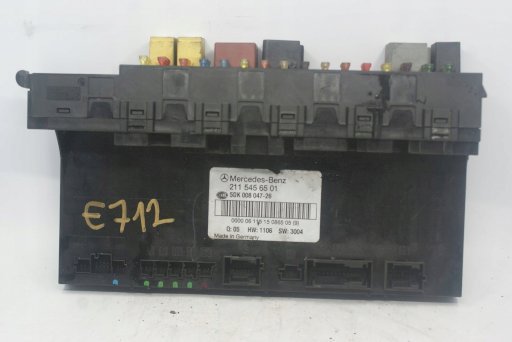 Mercedes-Benz
211 545 65 01
5DK 008 047-28
Q: 05 HW: 1106 SW: 3004
Made in Germany
E712